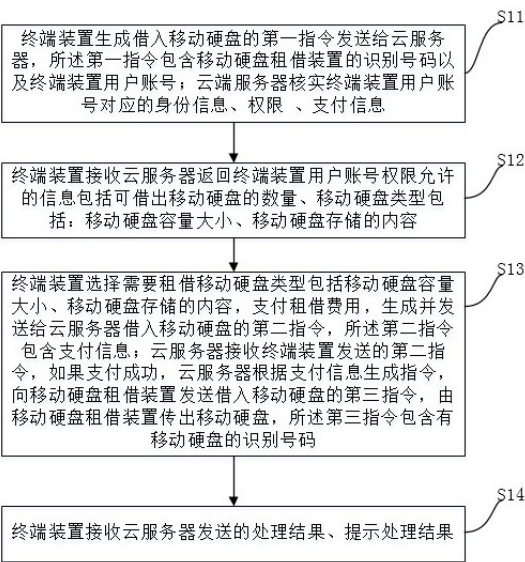 S11
终端装置生成借入移动硬盘的第一指令发送给云服务
器，所述第一指令包含移动硬盘租借装置的识别号码以
及终端装置用户账号；云端服务器核实终端装置用户账
号对应的身份信息、权限 、支付信息
S12
终端装置接收云服务器返回终端装置用户账号权限允许
的信息包括可借出移动硬盘的数量、移动硬盘类型包
括：移动硬盘容量大小、移动硬盘存储的内容
S13
终端装置选择需要租借移动硬盘类型包括移动硬盘容量
大小、移动硬盘存储的内容，支付租借费用，生成并发
送给云服务器借入移动硬盘的第二指令，所述第二指令
包含支付信息；云服务器接收终端装置发送的第二指
令，如果支付成功，云服务器根据支付信息生成指令，
向移动硬盘租借装置发送借入移动硬盘的第三指令，由
移动硬盘租借装置传出移动硬盘，所述第三指令包含有
移动硬盘的识别号码
S14
终端装置接收云服务器发送的处理结果、提示处理结果